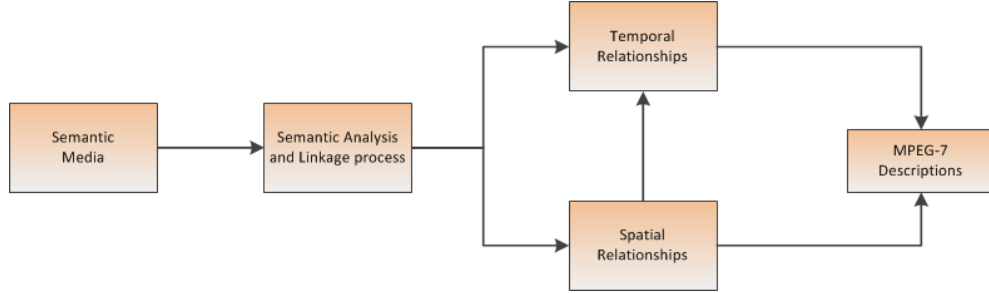 Semantic
Media
Semantic Analysis
and Linkage process
Temporal
Relationships
Spatial
Relationships
MPEG-7
Descriptions